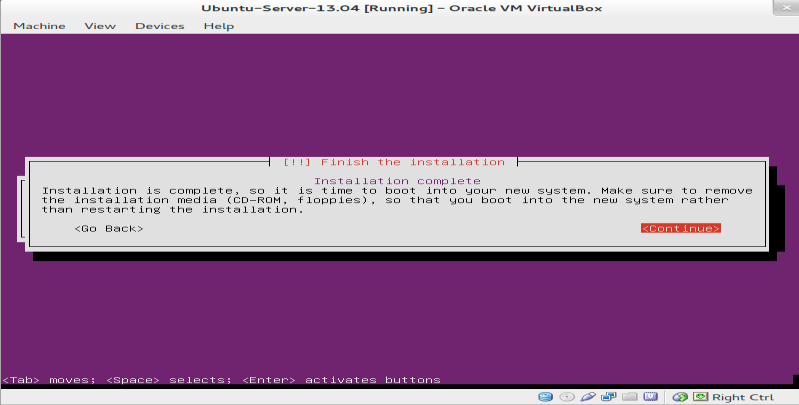 Ubuntu-Server-13.04 [Running] - Oracle VM VirtualBox
Machine View Devices Help
[!!] Finish the installation
Installation complete
Installation is complete, so it is time to boot into your new system. Make sure to remove
the installation media (CD-ROM, floppies), so that you boot into the new system rather
than restarting the installation.
<Go Back> <Continue>
<Tab> moves; <Space> selects; <Enter> activates buttons
Right Ctrl